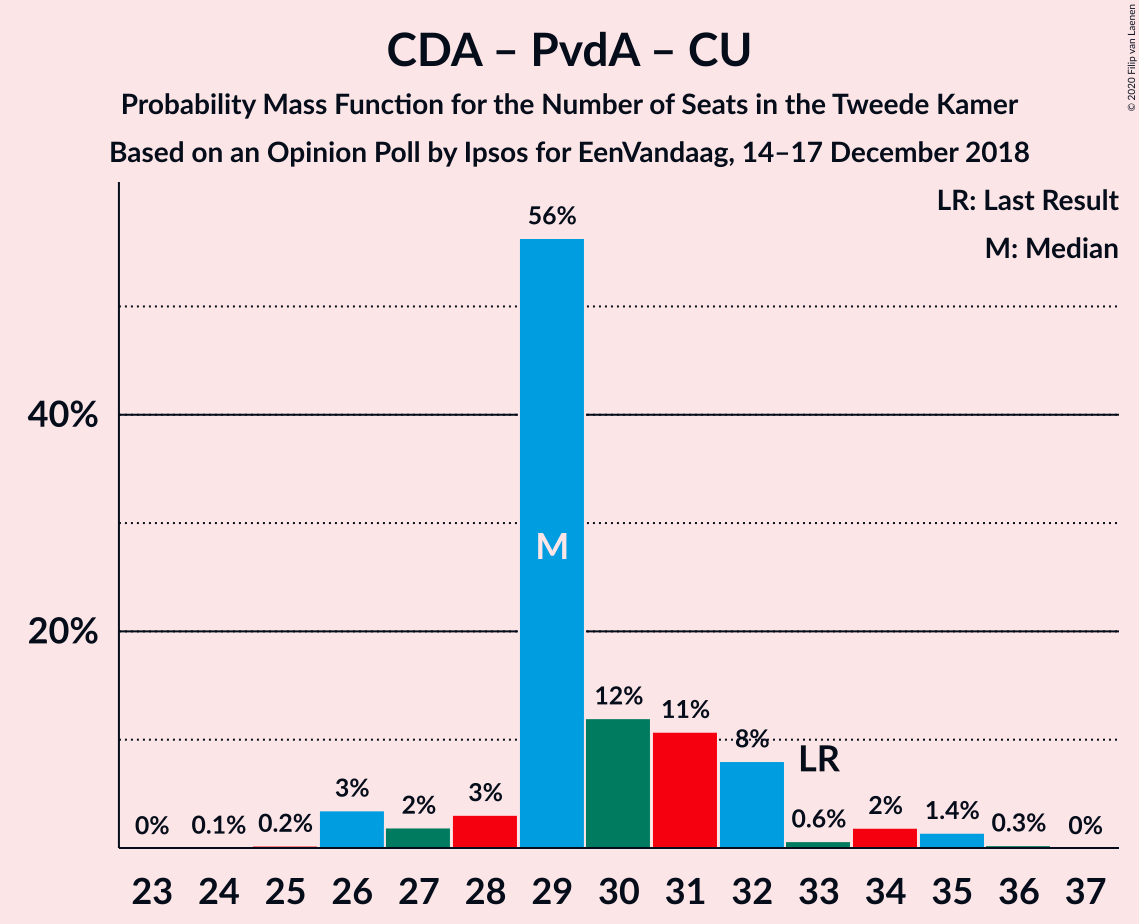 CDA – PvdA – CU
Probability Mass Function for the Number of Seats in the Tweede Kamer
Based on an Opinion Poll by Ipsos for EenVandaag, 14–17 December 2018
© 2020 Filip van Laenen
LR: Last Result
M: Median
56%
40%
M
20%
12%
11%
8%
LR
3%
2%
3%
0%
0.1%
0.2%
0.6%
2%
1.4%
0.3%
0%
23 24 25 26 27 28 29 30 31 32 33 34 35 36 37